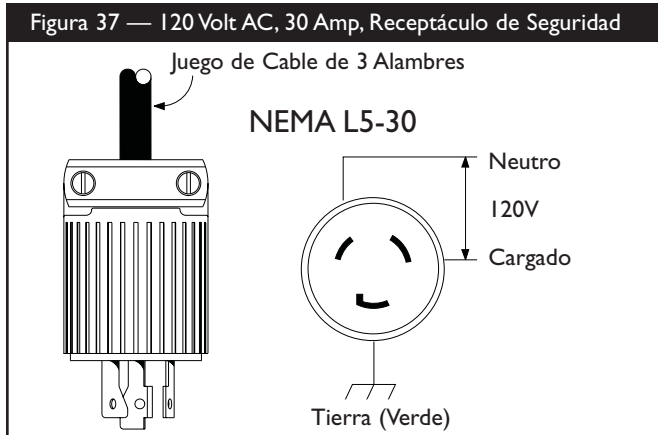 Figura 37 — 120 Volt AC, 30 Amp, Receptáculo de Seguridad
Juego de Cable de 3 Alambres
NEMA L5-30
Neutro
120V
Cargado
Tierra (Verde)